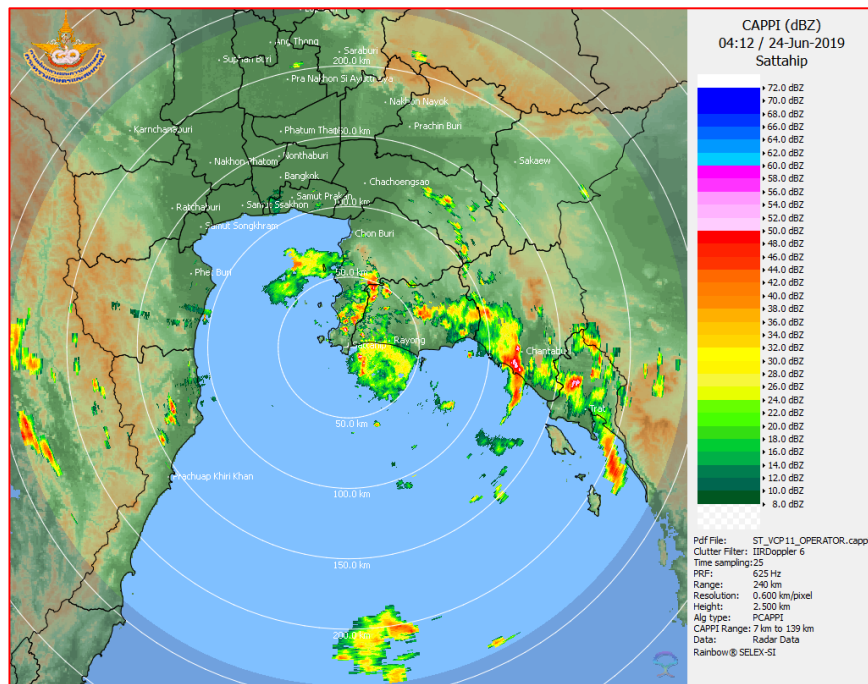 CAPPI (dBZ)
04:12 / 24-Jun-2019
Sattahip
72.0 dBZ
70.0 dBZ
68.0 dBZ
66.0 dBZ
64.0 dBZ
62.0 dBZ
60.0 dBZ
58.0 dBZ
56.0 dBZ
54.0 dBZ
52.0 dBZ
50.0 dBZ
48.0 dBZ
46.0 dBZ
44.0 dBZ
42.0 dBZ
40.0 dBZ
38.0 dBZ
36.0 dBZ
34.0 dBZ
32.0 dBZ
30.0 dBZ
28.0 dBZ
26.0 dBZ
24.0 dBZ
22.0 dBZ
20.0 dBZ
18.0 dBZ
16.0 dBZ
14.0 dBZ
12.0 dBZ
10.0 dBZ
8.0 dBZ
Pdf File: ST_VCP11_OPERATOR.capp
Clutter Filter: IIRDoppler 6
Time sampling:25
PRF: 625 Hz
Range: 240 km
Resolution: 0.600 km/pixel
Height: 2.500 km
Alg type: PCAPPI
CAPPI Range: 7 km to 139 km
Data: Radar Data
Rainbow® SELEX-SI
Ang Thong
Saraburi
Suphan Buri
200.0 km
Pra Nakhon Si Ayuttaya
Nakhon Nayok
Karnchanaburi
Phatum Thani
150.0 km
Prachin Buri
Nonthaburi
Nakhon Phatom
Sakaew
Bangkok
Chachoengsao
Samut Prakan
Ratchaburi
Samut Ssakhon
100.0 km
Samut Songkhram
Chon Buri
Phet Buri
50.0 km
Rayong
Chantaburi
Trat
50.0 km
Prachuap Khiri Khan
100.0 km
150.0 km
200.0 km